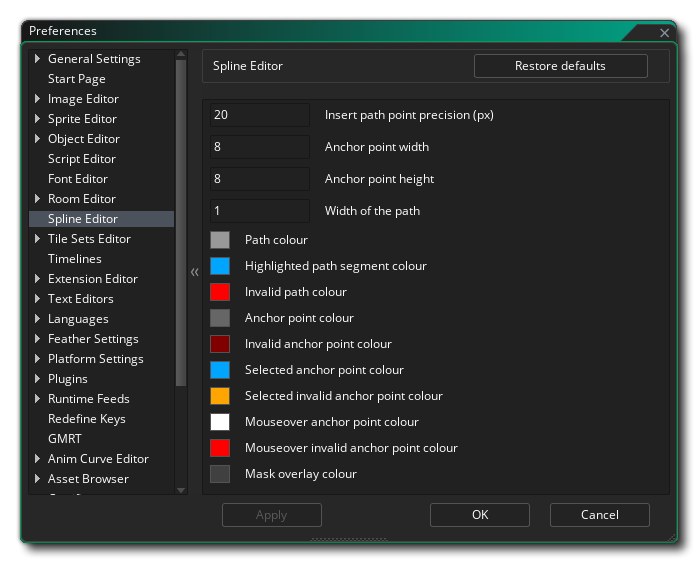 Preferences
General Settings
Start Page
Image Editor
Sprite Editor
Object Editor
Script Editor
Font Editor
Room Editor
Spline Editor
Tile Sets Editor
Timelines
Extension Editor
Text Editors
Languages
Feather Settings
Platform Settings
Plugins
Runtime Feeds
Redefine Keys
GMRT
Anim Curve Editor
Asset Browser
Spline Editor
Restore defaults
20 Insert path point precision (px)
8 Anchor point width
8 Anchor point height
1 Width of the path
Path colour
Highlighted path segment colour
Invalid path colour
Anchor point colour
Invalid anchor point colour
Selected anchor point colour
Selected invalid anchor point colour
Mouseover anchor point colour
Mouseover invalid anchor point colour
Mask overlay colour
Apply
OK
Cancel